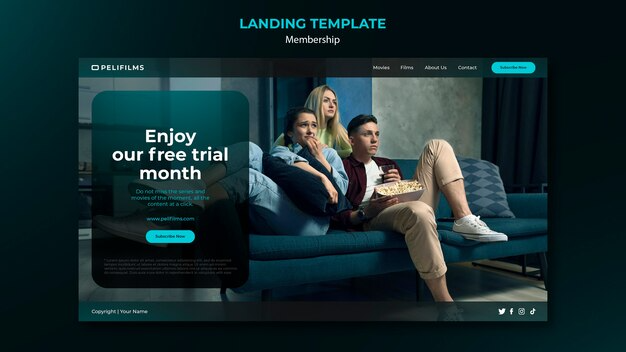 LANDING TEMPLATE
Membership
PELIFILMS
Movies Films About Us Contact Subscribe Now
Enjoy
our free trial
month
Do not miss the series and
movies of the moment, all the
content at a click.
www.pelifilms.com
Subscribe Now
Copyright | Your Name